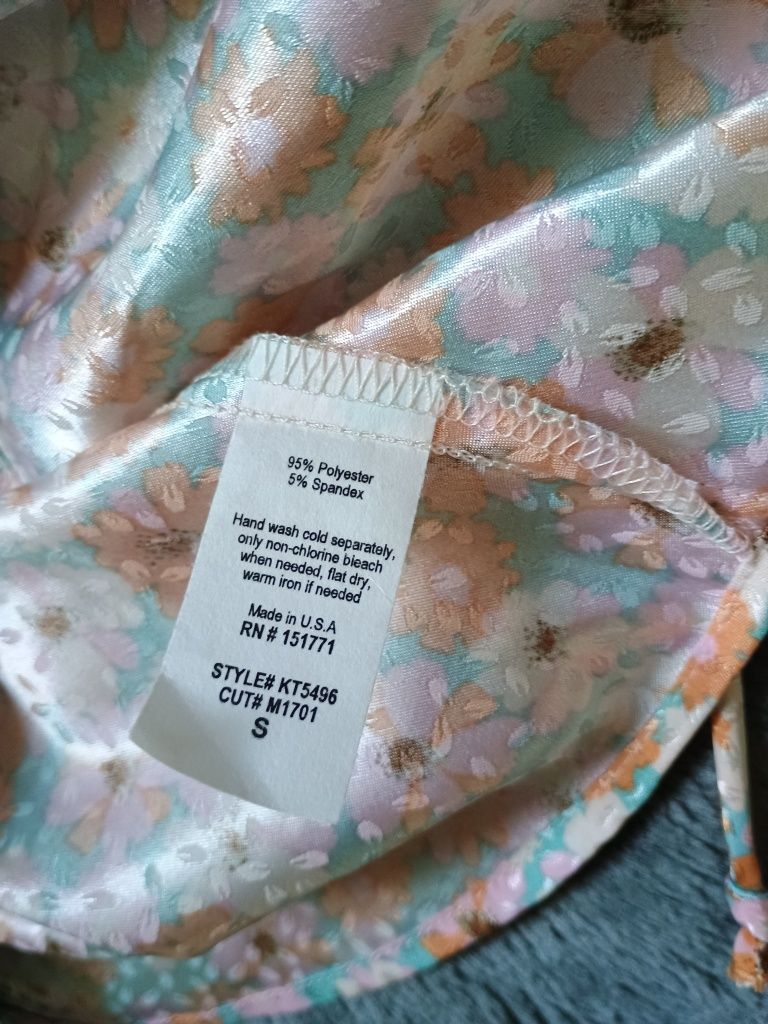 95% Polyester
5% Spandex
Hand wash cold separately,
only non-chlorine bleach
when needed, flat dry,
warm iron if needed
Made in U.S.A
RN # 151771
STYLE# KT5496
CUT# M1701
S